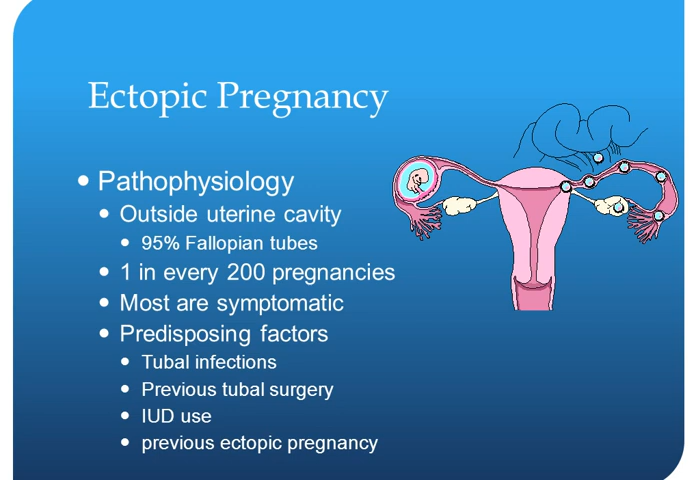 Ectopic Pregnancy
• Pathophysiology
• Outside uterine cavity
• 95% Fallopian tubes
• 1 in every 200 pregnancies
• Most are symptomatic
• Predisposing factors
• Tubal infections
• Previous tubal surgery
• IUD use
• previous ectopic pregnancy